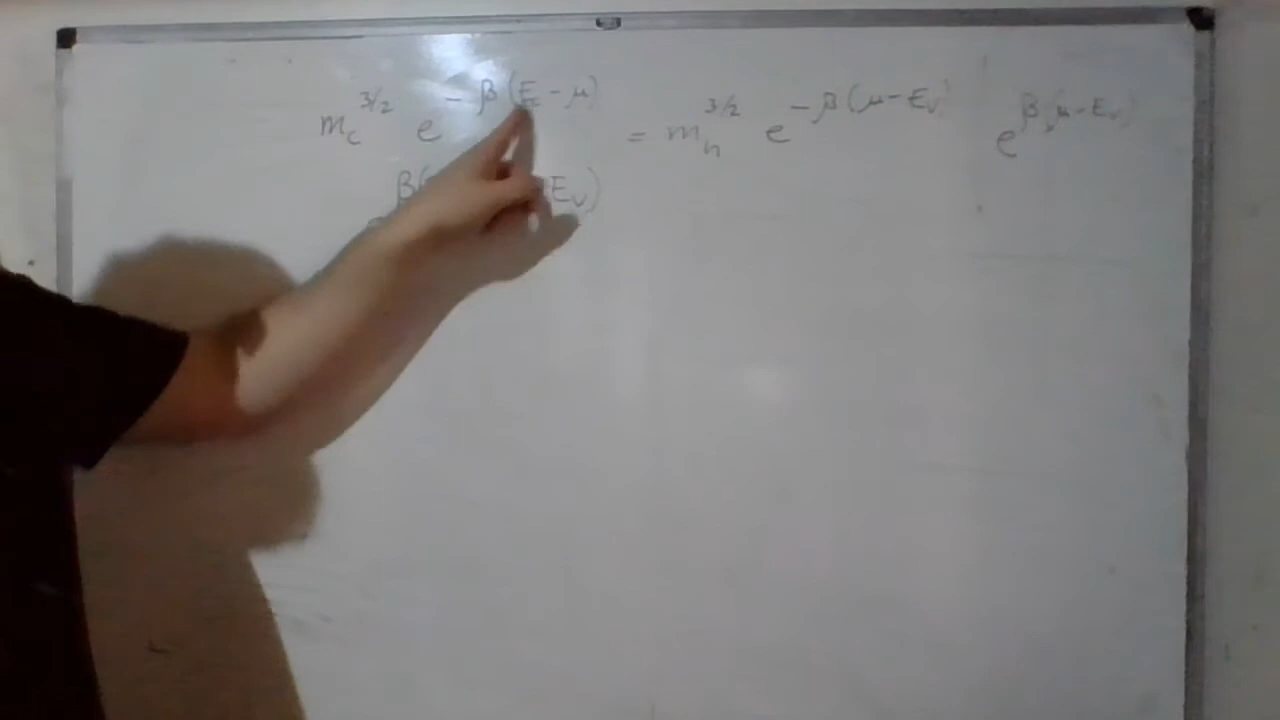 m_c^{3/2} e^{-β(E_c-μ)} = m_h^{3/2} e^{-β(μ-E_v)} e^{β(μ-E_v)}
β( E_v)